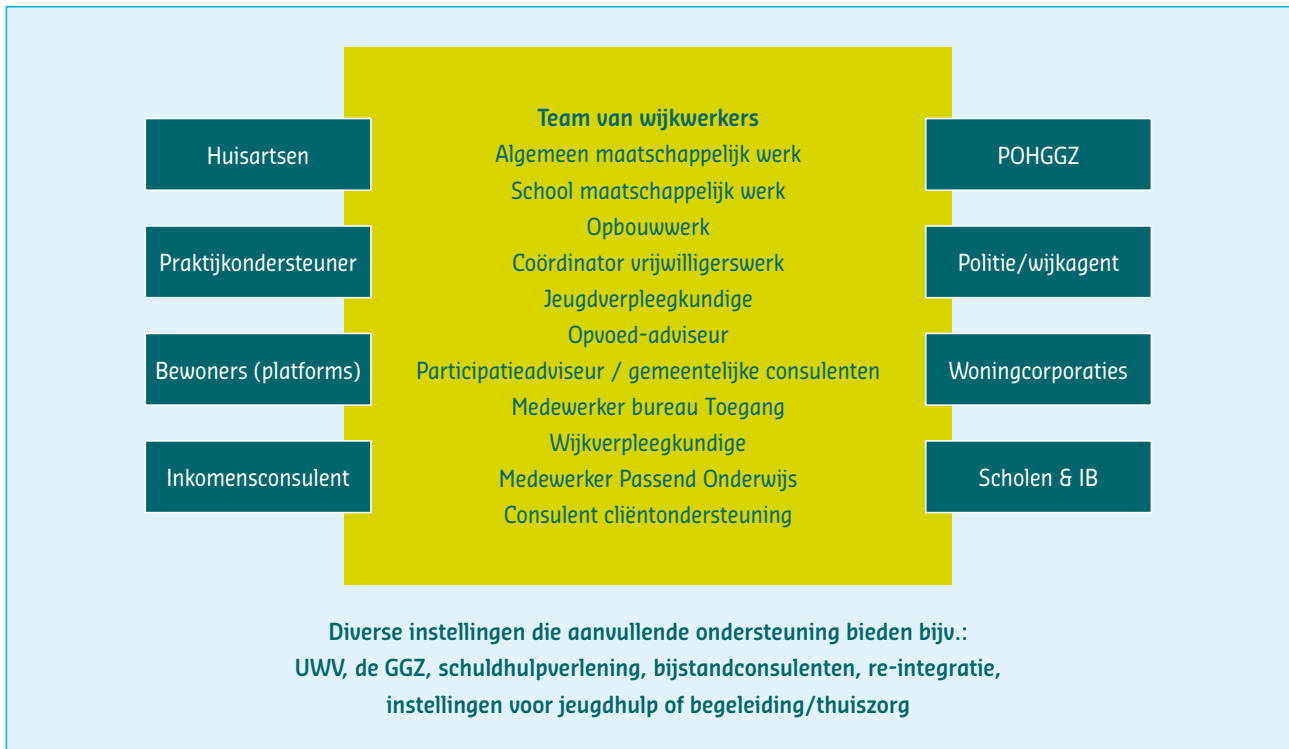 Team van wijkwerkers
Algemeen maatschappelijk werk
School maatschappelijk werk
Opbouwwerk
Coördinator vrijwilligerswerk
Jeugdverpleegkundige
Opvoed-adviseur
Participatieadviseur / gemeentelijke consulenten
Medewerker bureau Toegang
Wijkverpleegkundige
Medewerker Passend Onderwijs
Consulent cliëntondersteuning
Huisartsen
Praktijkondersteuner
Bewoners (platforms)
Inkomensconsulent
POHGGZ
Politie/wijkagent
Woningcorporaties
Scholen & IB
Diverse instellingen die aanvullende ondersteuning bieden bijv.:
UWV, de GGZ, schuldhulpverlening, bijstandconsulenten, re-integratie,
instellingen voor jeugdhulp of begeleiding/thuiszorg